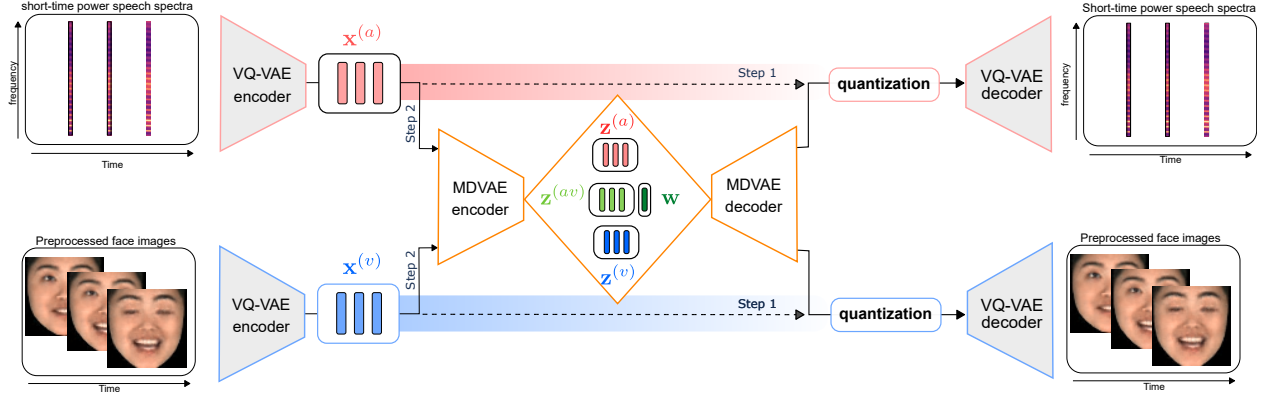 short-time power speech spectra
frequency
Time
VQ-VAE
encoder
x^(a)
Step 1
Step 2
quantization
VQ-VAE
decoder
Short-time power speech spectra
frequency
Time
MDVAE
encoder
z^(a)
z^(av)
w
z^(v)
MDVAE
decoder
Preprocessed face images
Time
VQ-VAE
encoder
x^(v)
Step 2
Step 1
quantization
VQ-VAE
decoder
Preprocessed face images
Time